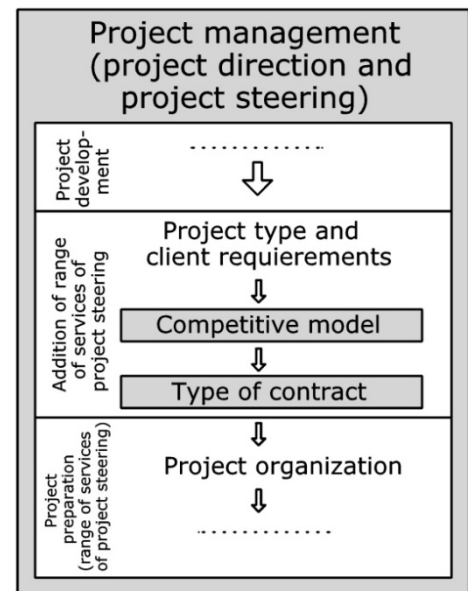 Project management
(project direction and
project steering)
Project
develop-
ment
Addition of range
of services of
project steering
Project type and
client requierements
Competitive model
Type of contract
Project
preparation
(range of services
of project steering)
Project organization